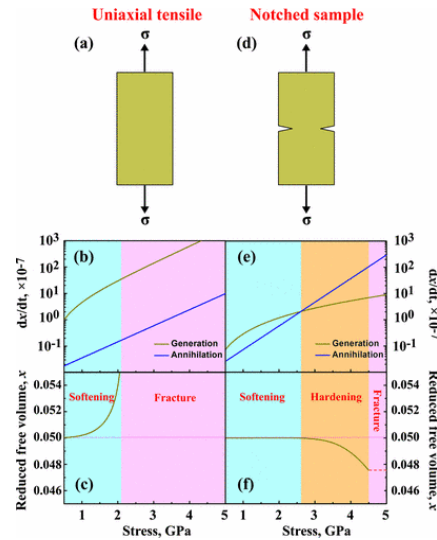 Uniaxial tensile
Notched sample
(a)
σ
σ
(d)
σ
σ
dx/dt, ×10-7
10³
10²
10¹
10⁰
10⁻¹
(b)
Generation
Annihilation
(e)
Generation
Annihilation
10³
10²
10¹
10⁰
10⁻¹
dx/dt, ×10-7
Reduced free volume, x
0.054
0.052
0.050
0.048
0.046
Softening
Fracture
(c)
Softening
Hardening
Fracture
(f)
0.054
0.052
0.050
0.048
0.046
Reduced free volume, x
1 2 3 4 5
1 2 3 4 5
Stress, GPa
Stress, GPa